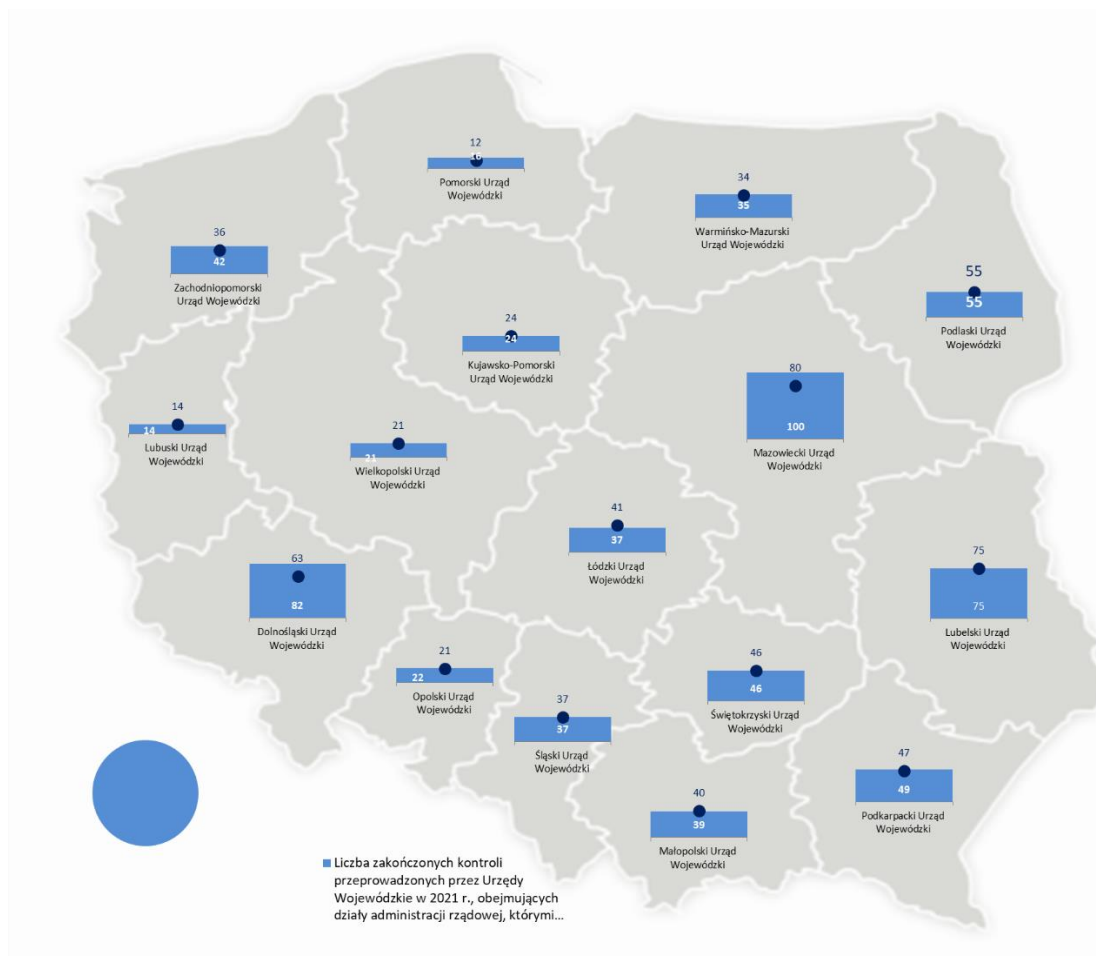 12
16
Pomorski Urząd
Wojewódzki
34
35
Warmińsko-Mazurski
Urząd Wojewódzki
36
42
Zachodniopomorski
Urząd Wojewódzki
55
55
Podlaski Urząd
Wojewódzki
24
24
Kujawsko-Pomorski
Urząd Wojewódzki
80
100
Mazowiecki Urząd
Wojewódzki
14
14
Lubuski Urząd
Wojewódzki
21
21
Wielkopolski Urząd
Wojewódzki
41
37
Łódzki Urząd
Wojewódzki
63
82
Dolnośląski Urząd
Wojewódzki
75
75
Lubelski Urząd
Wojewódzki
21
22
Opolski Urząd
Wojewódzki
46
46
Świętokrzyski Urząd
Wojewódzki
37
37
Śląski Urząd
Wojewódzki
47
49
Podkarpacki Urząd
Wojewódzki
40
39
Małopolski Urząd
Wojewódzki
Liczba zakończonych kontroli
przeprowadzonych przez Urzędy
Wojewódzkie w 2021 r., obejmujących
działy administracji rządowej, którymi...